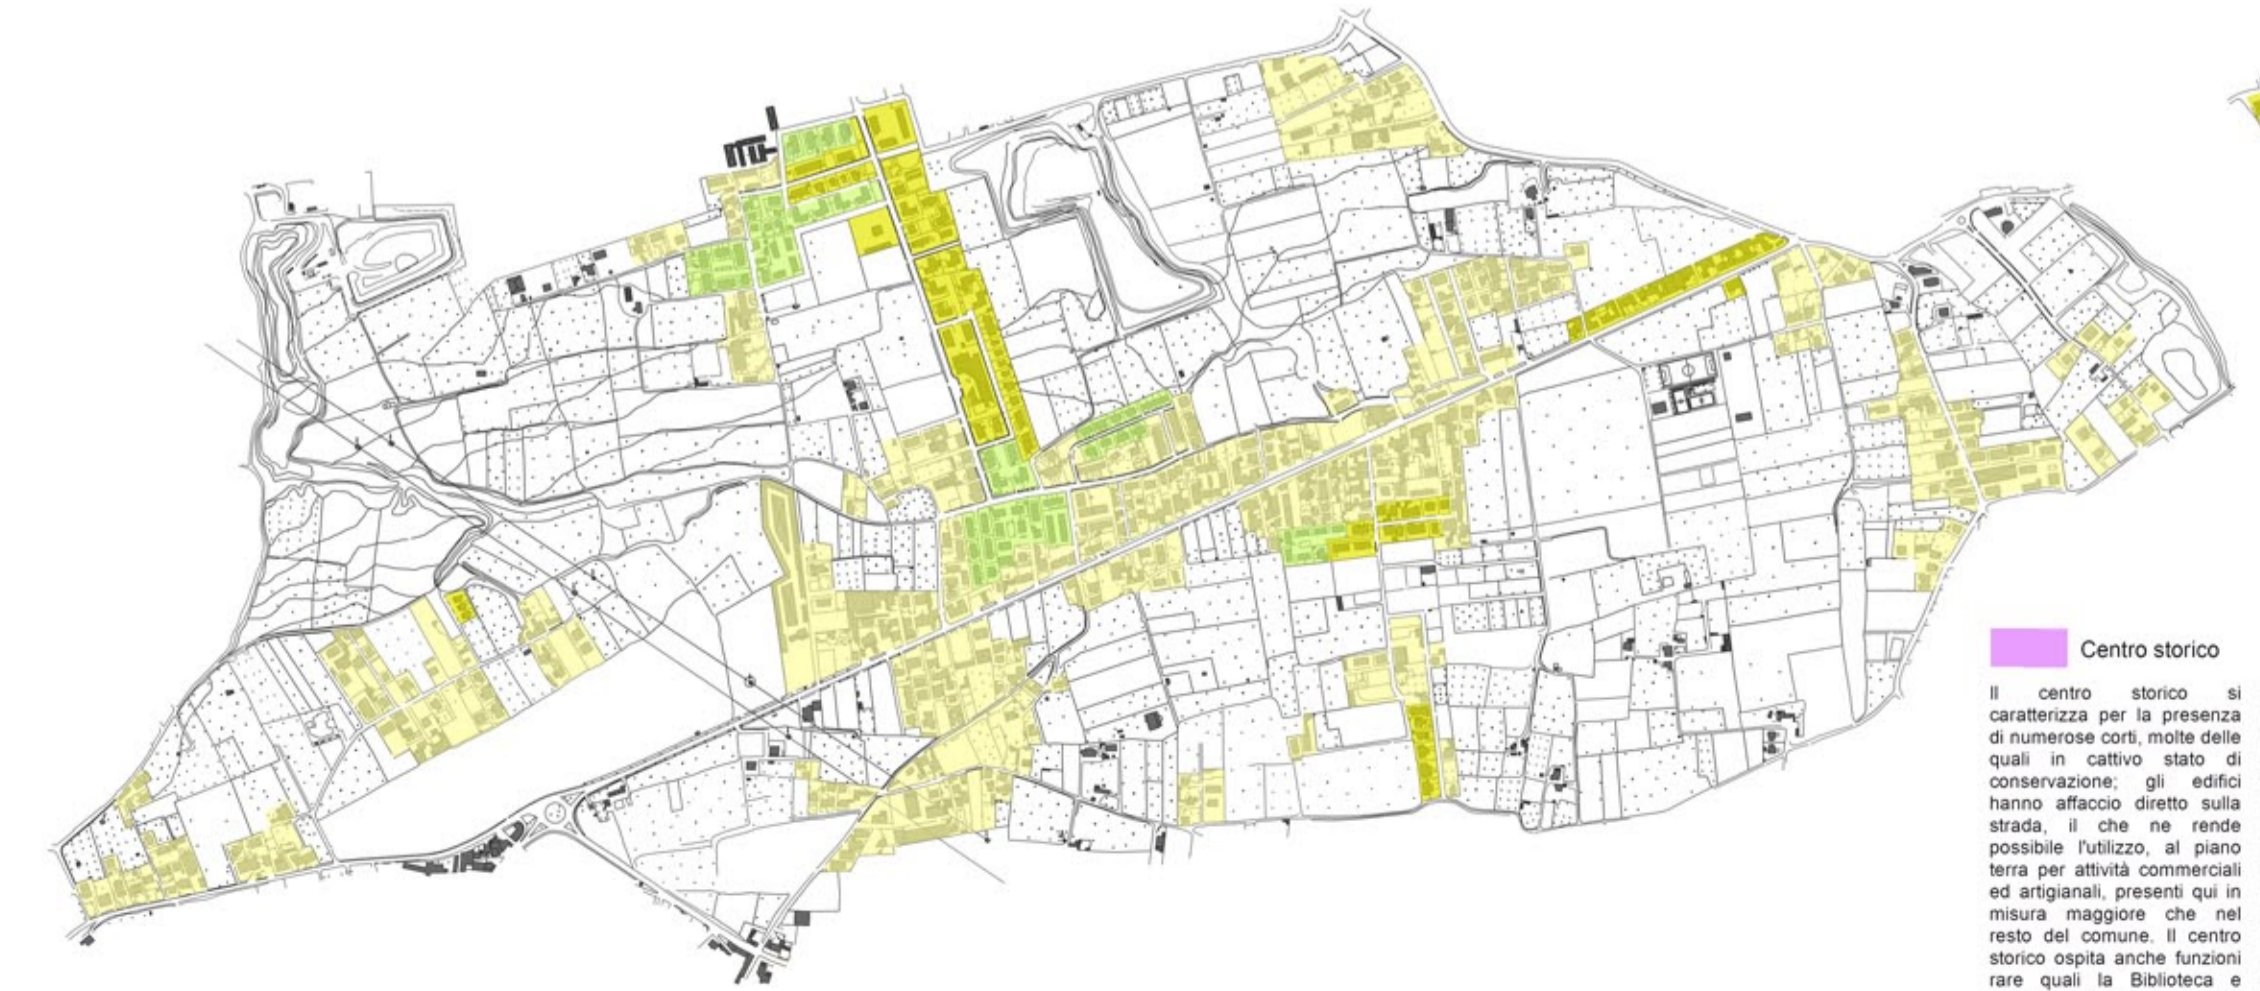 Centro storico
Il centro storico si
caratterizza per la presenza
di numerose corti, molte delle
quali in cattivo stato di
conservazione; gli edifici
hanno affaccio diretto sulla
strada, il che ne rende
possibile l'utilizzo, al piano
terra per attività commerciali
ed artigianali, presenti qui in
misura maggiore che nel
resto del comune. Il centro
storico ospita anche funzioni
rare quali la Biblioteca e